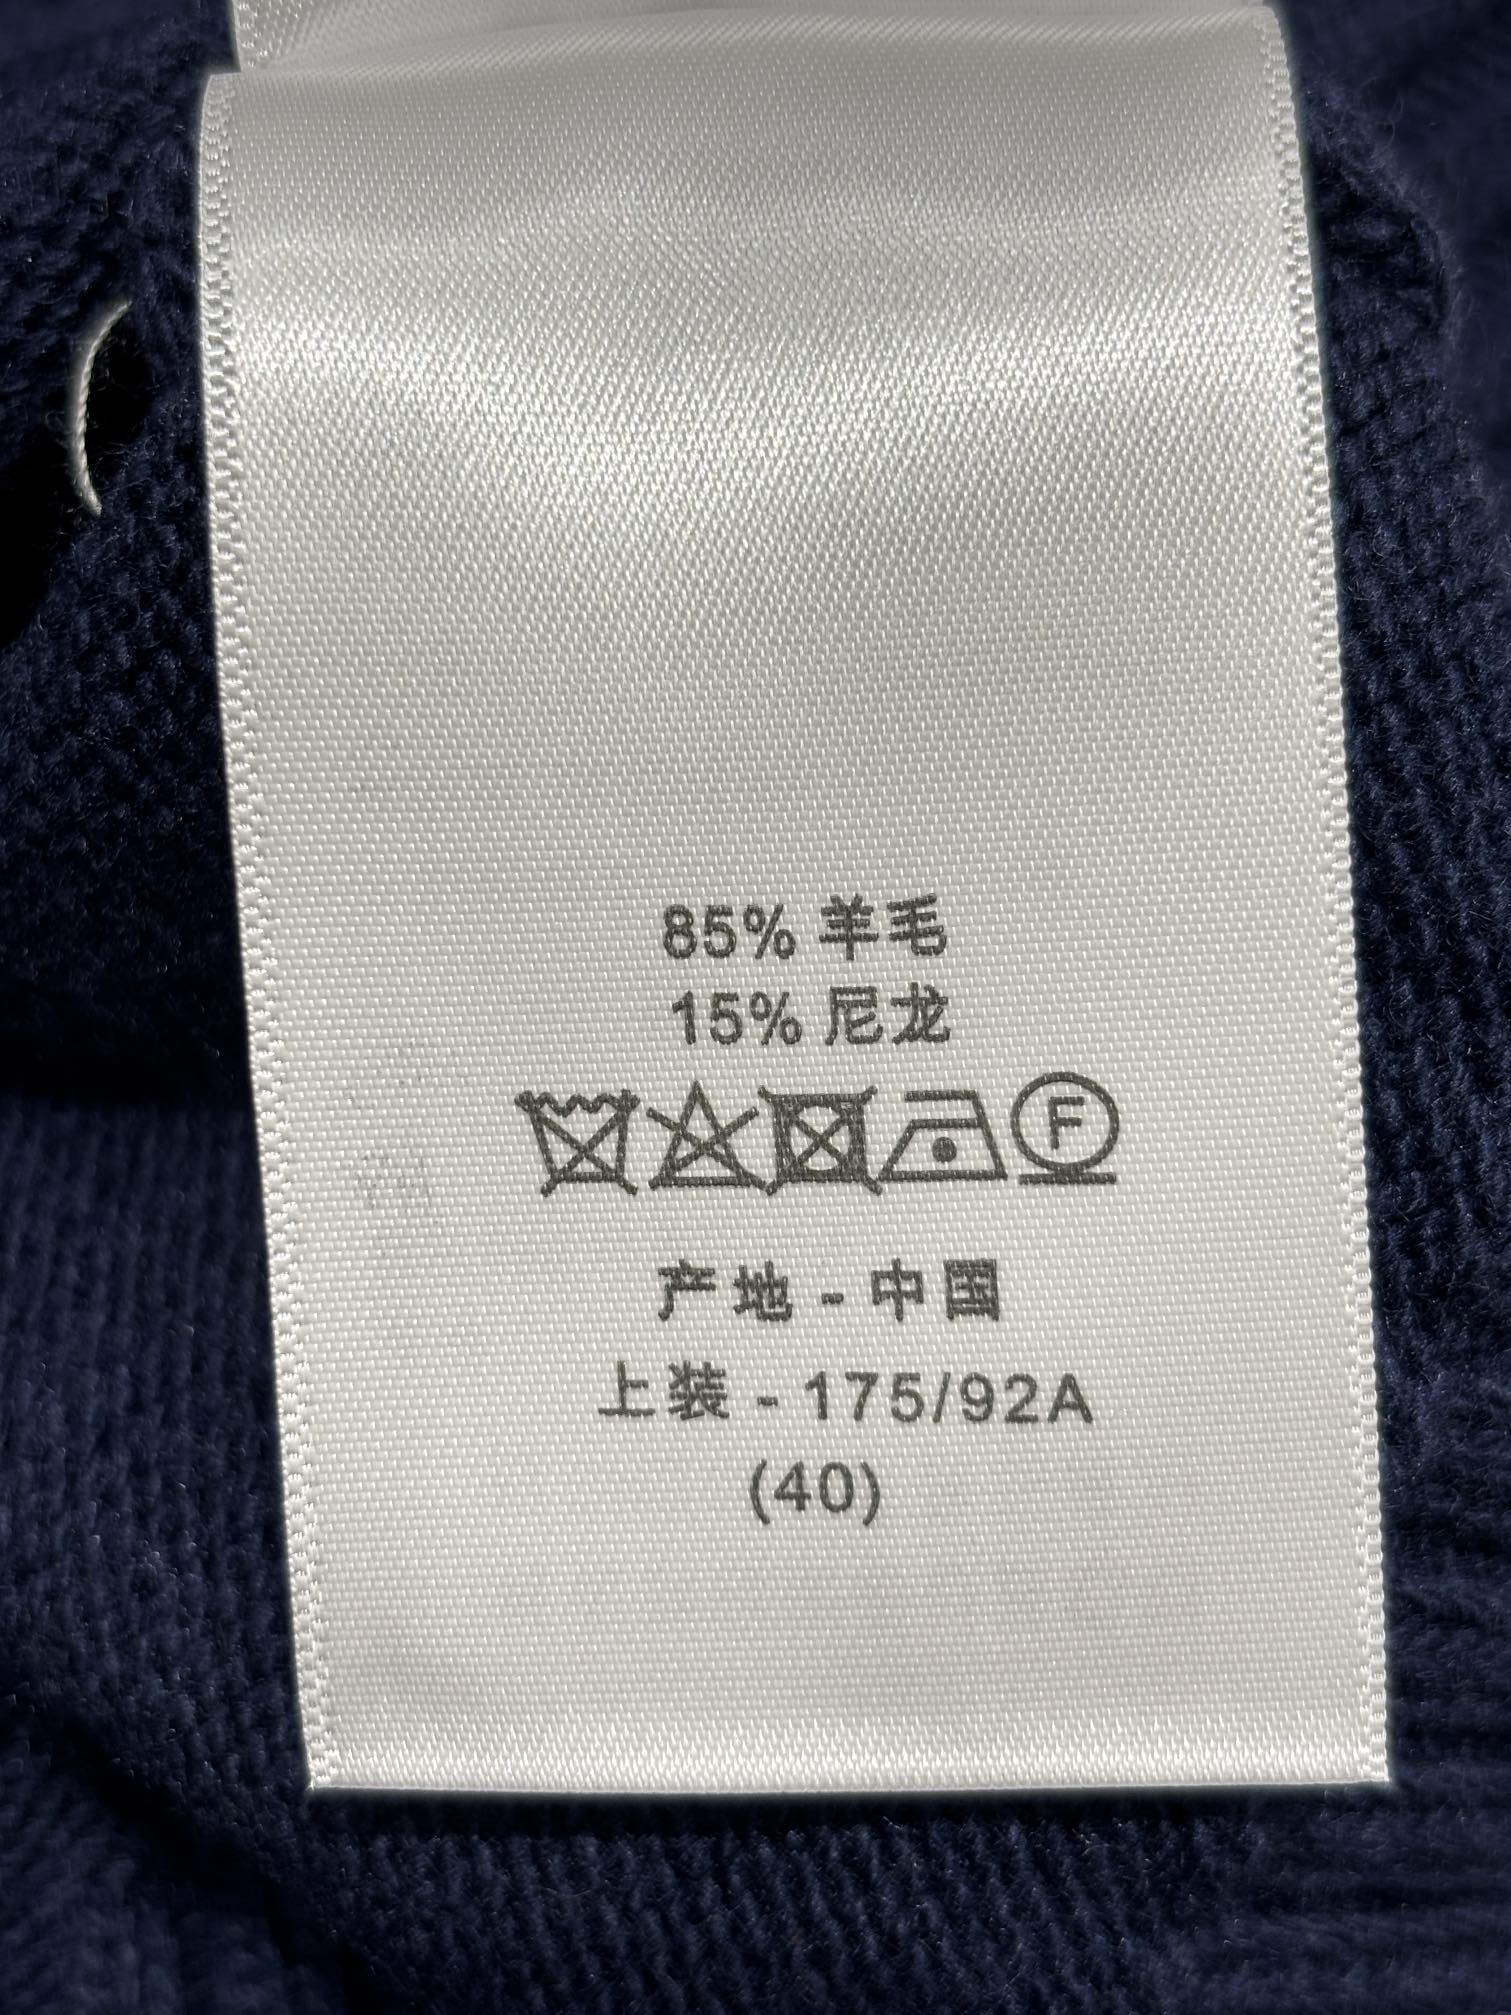 85% 羊毛
15% 尼龙
F
产地 - 中国
上装 - 175/92A
(40)